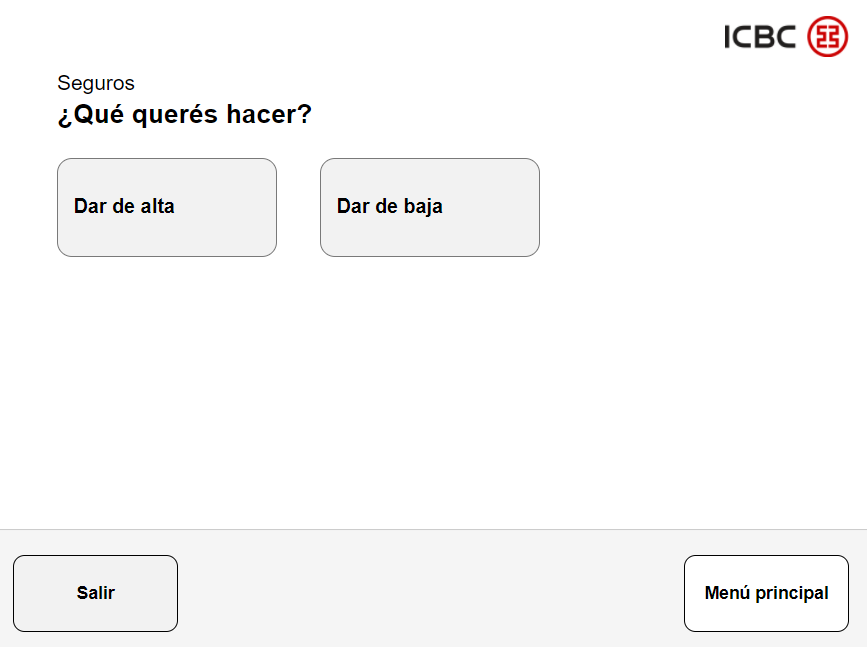 ICBC
Seguros
¿Qué querés hacer?
Dar de alta
Dar de baja
Salir
Menú principal